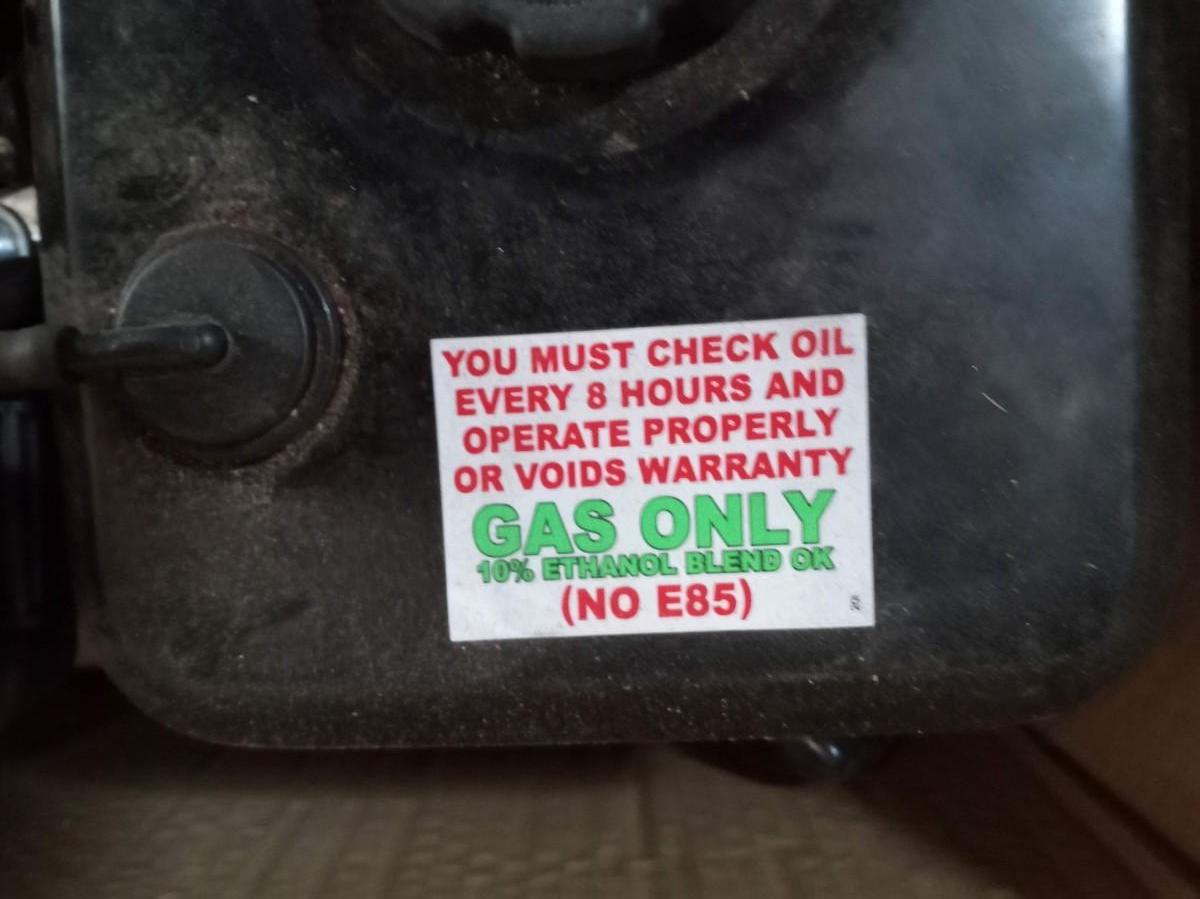 YOU MUST CHECK OIL
EVERY 8 HOURS AND
OPERATE PROPERLY
OR VOIDS WARRANTY
GAS ONLY
10% ETHANOL BLEND OK
(NO E85)